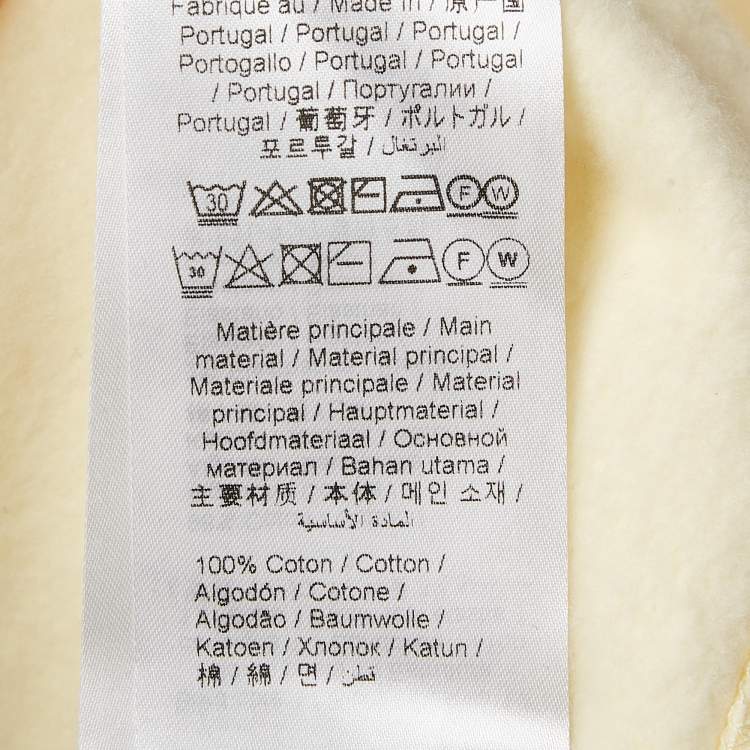 Fabriqué au / Made in / 原产国
Portugal / Portugal / Portugal /
Portogallo / Portugal / Portugal
/ Portugal / Португалии /
Portugal / 葡萄牙 / ポルトガル /
포르투갈 / البرتغال
30 F W
30 F W
Matière principale / Main
material / Material principal /
Materiale principale / Material
principal / Hauptmaterial /
Hoofdmateriaal / Основной
материал / Bahan utama /
主要材质 / 本体 / 메인 소재 /
المادة الأساسية
100% Coton / Cotton /
Algodón / Cotone /
Algodão / Baumwolle /
Katoen / Хлопок / Katun /
棉 / 綿 / 면 / قطن